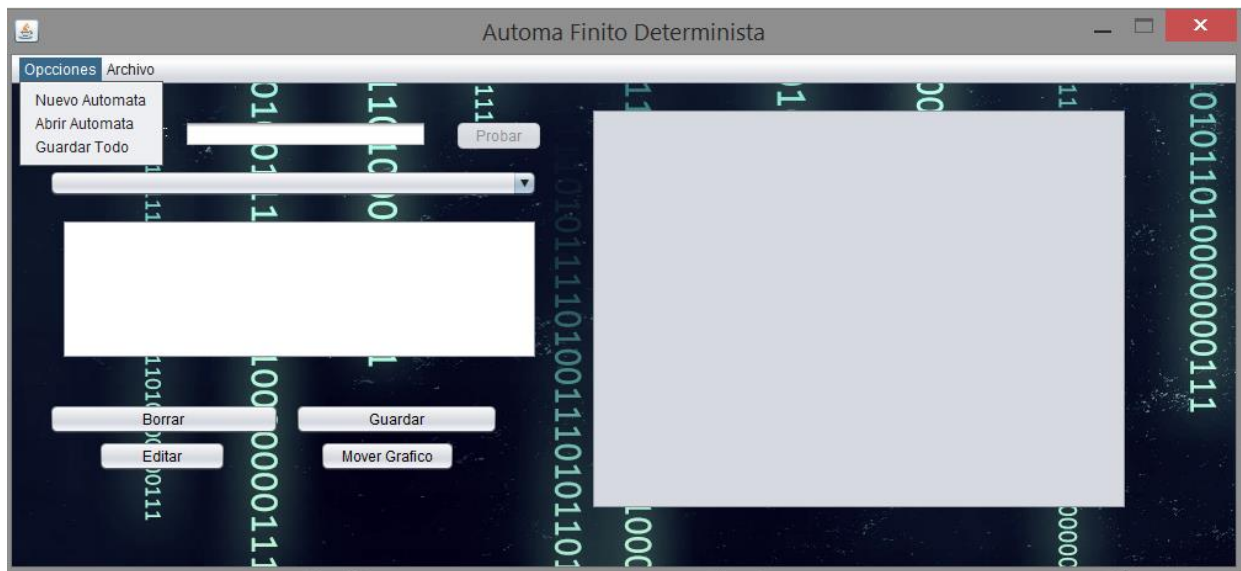 Automa Finito Determinista
Opcciones Archivo
Nuevo Automata
Abrir Automata
Guardar Todo
Probar
Borrar
Guardar
Editar
Mover Grafico